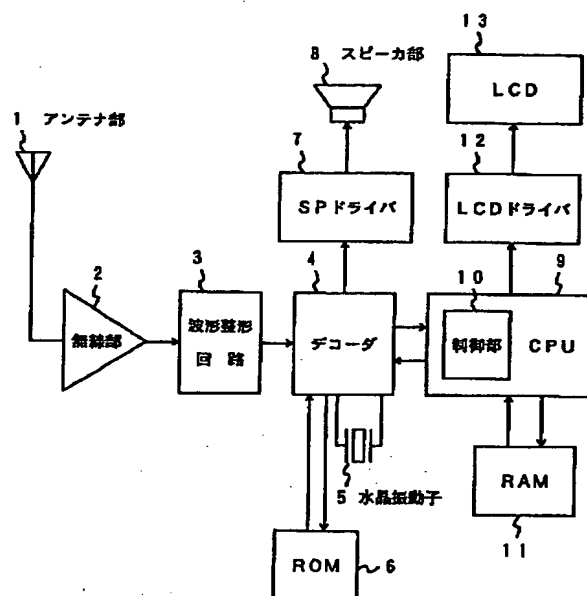 13
LCD
8 スピーカ部
1 アンテナ部
12
LCDドライバ
7
SPドライバ
9
10
制御部
CPU
4
デコーダ
3
波形整形
回 路
2
無線部
5 水晶振動子
RAM
11
ROM
6